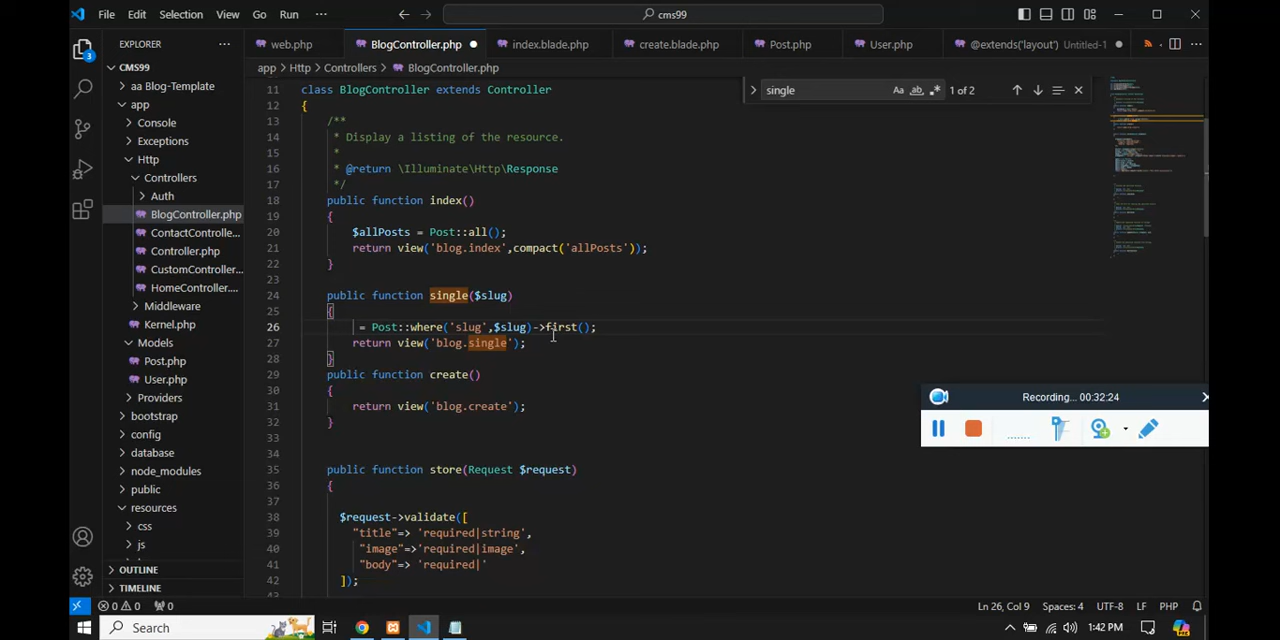 File Edit Selection View Go Run ··· cms99
EXPLORER ··· web.php BlogController.php index.blade.php create.blade.php Post.php User.php @extends('layout') Untitled-1 ···
3
CMS99
aa Blog-Template
app
Console
Exceptions
Http
Controllers
Auth
BlogController.php
ContactControlle...
Controller.php
CustomController...
HomeController....
Middleware
Kernel.php
Models
Post.php
User.php
Providers
bootstrap
config
database
node_modules
public
resources
css
js
OUTLINE
TIMELINE
app > Http > Controllers > BlogController.php
single Aa ab .* 1 of 2
11 class BlogController extends Controller
12 {
13 /**
14 * Display a listing of the resource.
15 *
16 * @return \Illuminate\Http\Response
17 */
18 public function index()
19 {
20 $allPosts = Post::all();
21 return view('blog.index',compact('allPosts'));
22 }
23
24 public function single($slug)
25 {
26 = Post::where('slug',$slug)->first();
27 return view('blog.single');
28 }
29 public function create()
30 {
31 return view('blog.create');
32 }
33
34
35 public function store(Request $request)
36 {
37
38 $request->validate([
39 "title"=> 'required|string',
40 "image"=>'required|image',
41 "body"=> 'required|'
42 ]);
Recording... 00:32:24
0 0 0 Ln 26, Col 9 Spaces: 4 UTF-8 LF PHP
Search 1:42 PM